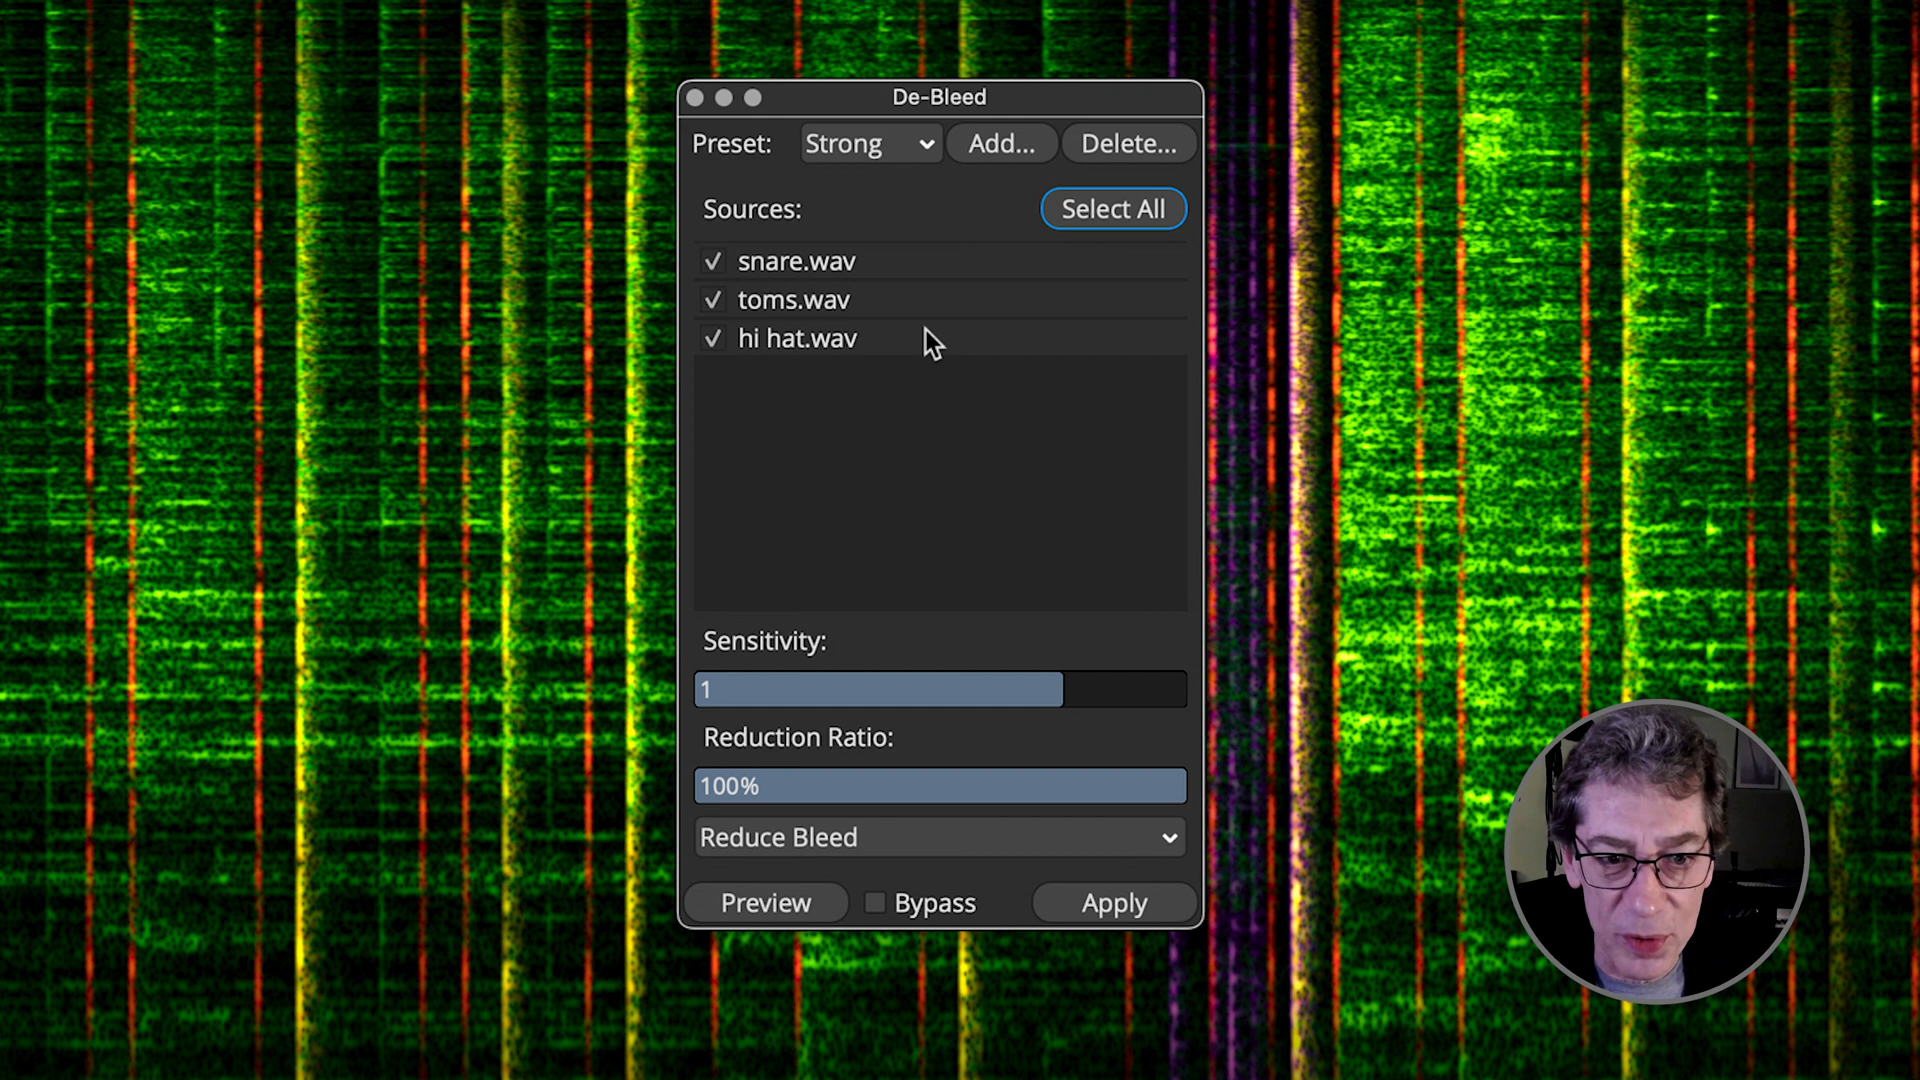 De-Bleed
Preset: Strong Add... Delete...
Sources: Select All
snare.wav
toms.wav
hi hat.wav
Sensitivity:
1
Reduction Ratio:
100%
Reduce Bleed
Preview Bypass Apply